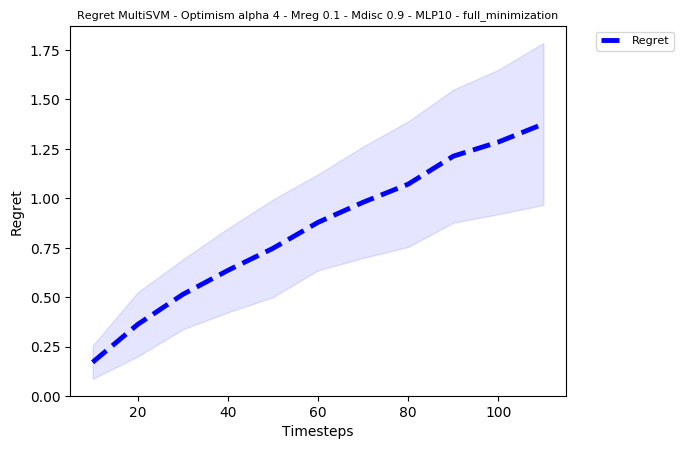 Regret MultiSVM - Optimism alpha 4 - Mreg 0.1 - Mdisc 0.9 - MLP10 - full_minimization
Regret
1.75
1.50
1.25
1.00
0.75
0.50
0.25
0.00
Regret
20 40 60 80 100
Timesteps